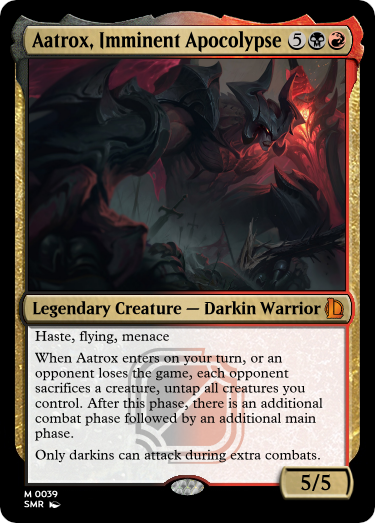 Aatrox, Imminent Apocolypse 5
Legendary Creature — Darkin Warrior
Haste, flying, menace
When Aatrox enters on your turn, or an
opponent loses the game, each opponent
sacrifices a creature, untap all creatures you
control. After this phase, there is an additional
combat phase followed by an additional main
phase.
Only darkins can attack during extra combats.
5/5
M 0039
SMR